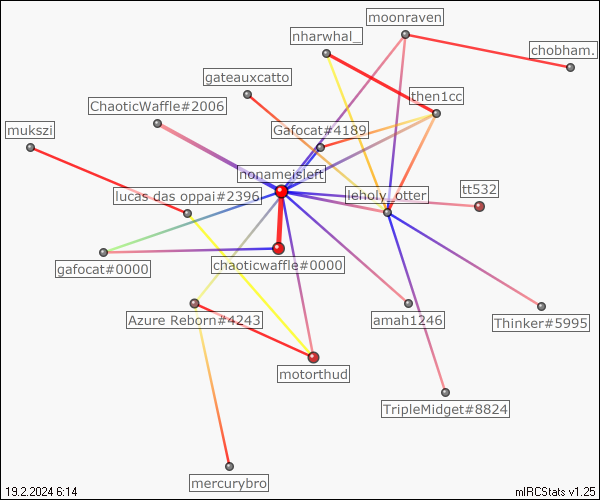 moonraven
nharwhal_
chobham.
gateauxcatto
then1cc
ChaoticWaffle#2006
Gafocat#4189
mukszi
nonameisleft
tt532
lucas das oppai#2396
leholy_otter
gafocat#0000
chaoticwaffle#0000
Azure Reborn#4243
amah1246
Thinker#5995
motorthud
TripleMidget#8824
mercurybro
19.2.2024 6:14
mIRCStats v1.25